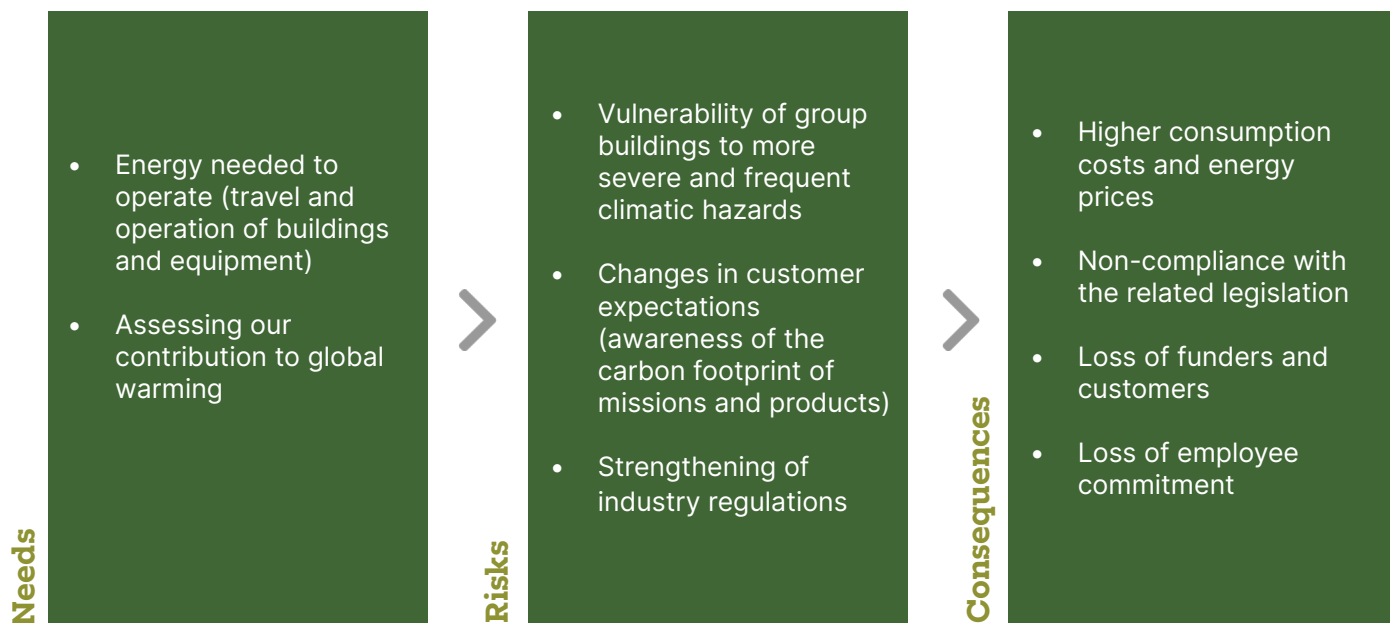 Needs
• Energy needed to
operate (travel and
operation of buildings
and equipment)
• Assessing our
contribution to global
warming
Risks
• Vulnerability of group
buildings to more
severe and frequent
climatic hazards
• Changes in customer
expectations
(awareness of the
carbon footprint of
missions and products)
• Strengthening of
industry regulations
Consequences
• Higher consumption
costs and energy
prices
• Non-compliance with
the related legislation
• Loss of funders and
customers
• Loss of employee
commitment